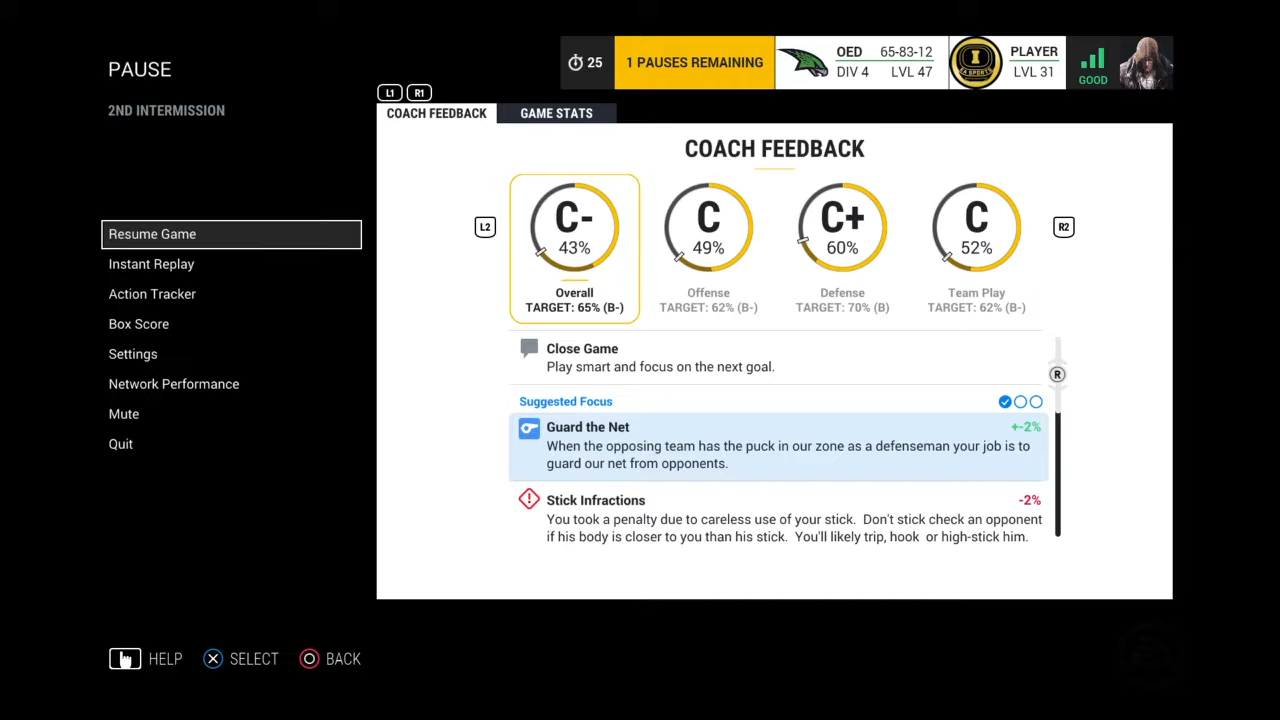 PAUSE
2ND INTERMISSION
25
1 PAUSES REMAINING
OED 65-83-12
DIV 4 LVL 47
PLAYER
LVL 31
GOOD
L1 R1
COACH FEEDBACK GAME STATS
COACH FEEDBACK
L2
C- C C+ C
43% 49% 60% 52%
R2
Overall Offense Defense Team Play
TARGET: 65% (B-) TARGET: 62% (B-) TARGET: 70% (B) TARGET: 62% (B-)
Resume Game
Instant Replay
Action Tracker
Box Score
Settings
Network Performance
Mute
Quit
Close Game
Play smart and focus on the next goal.
R
Suggested Focus
Guard the Net +-2%
When the opposing team has the puck in our zone as a defenseman your job is to
guard our net from opponents.
Stick Infractions -2%
You took a penalty due to careless use of your stick. Don't stick check an opponent
if his body is closer to you than his stick. You'll likely trip, hook or high-stick him.
HELP SELECT BACK